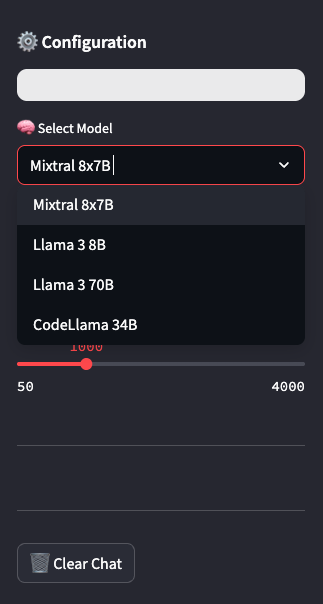 ⚙️ Configuration
🧠 Select Model
Mixtral 8x7B
Mixtral 8x7B
Llama 3 8B
Llama 3 70B
CodeLlama 34B
1000
50 4000
🗑️ Clear Chat